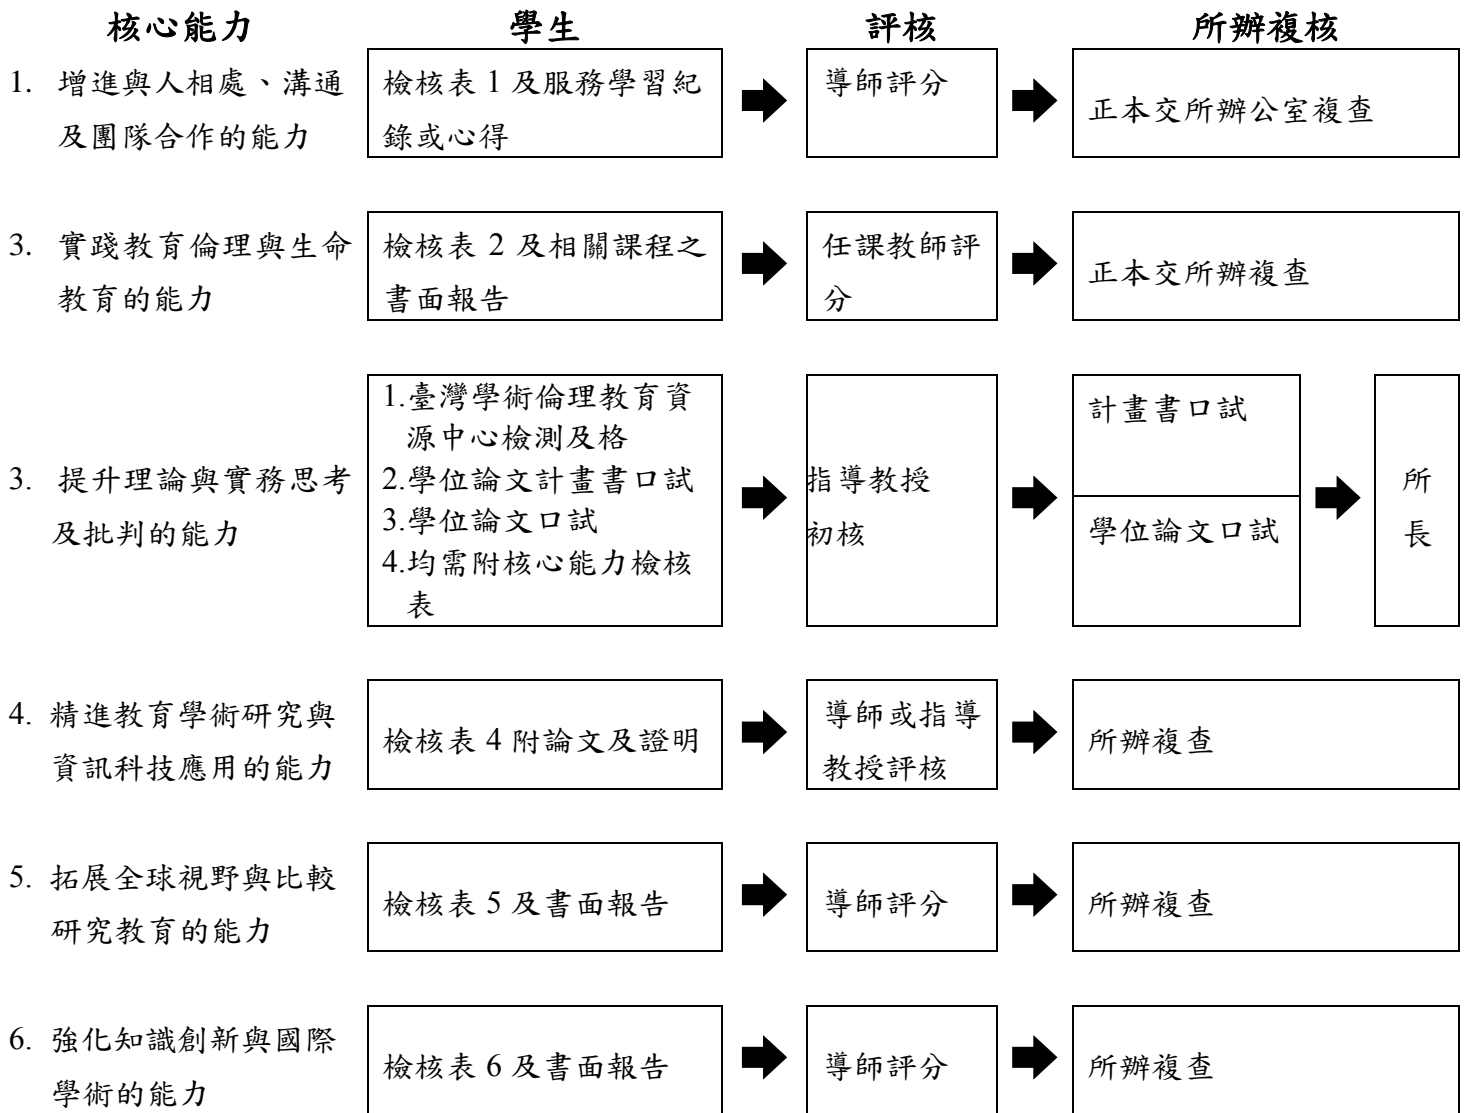 核心能力
學生
評核
所辦複核
1. 增進與人相處、溝通
及團隊合作的能力
檢核表 1 及服務學習紀
錄或心得
導師評分
正本交所辦公室複查
3. 實踐教育倫理與生命
教育的能力
檢核表 2 及相關課程之
書面報告
任課教師評
分
正本交所辦複查
3. 提升理論與實務思考
及批判的能力
1.臺灣學術倫理教育資
源中心檢測及格
2.學位論文計畫書口試
3.學位論文口試
4.均需附核心能力檢核
表
指導教授
初核
計畫書口試
學位論文口試
所
長
4. 精進教育學術研究與
資訊科技應用的能力
檢核表 4 附論文及證明
導師或指導
教授評核
所辦複查
5. 拓展全球視野與比較
研究教育的能力
檢核表 5 及書面報告
導師評分
所辦複查
6. 強化知識創新與國際
學術的能力
檢核表 6 及書面報告
導師評分
所辦複查